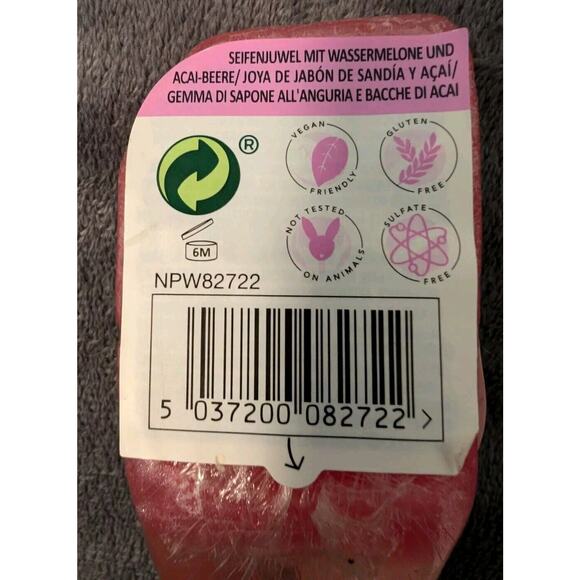 SEIFENJUWEL MIT WASSERMELONE UND
ACAI-BEERE/ JOYA DE JABÓN DE SANDÍA Y AÇAÍ/
GEMMA DI SAPONE ALL'ANGURIA E BACCHE DI ACAI
VEGAN FRIENDLY
GLUTEN FREE
®
NOT TESTED ON ANIMALS
SULFATE FREE
6M
NPW82722
5 037200 082722 >